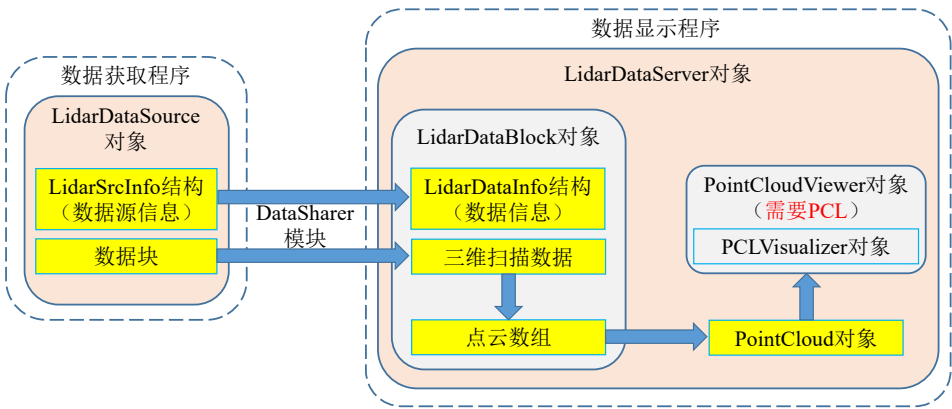 数据获取程序
LidarDataSource
对象
LidarSrcInfo结构
（数据源信息）
数据块
DataSharer
模块
数据显示程序
LidarDataServer对象
LidarDataBlock对象
LidarDataInfo结构
（数据信息）
三维扫描数据
点云数组
PointCloudViewer对象
（需要PCL）
PCLVisualizer对象
PointCloud对象